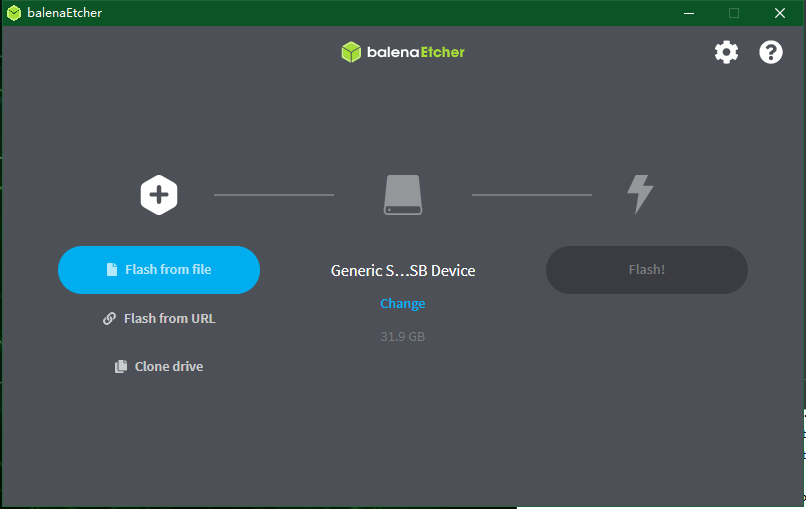 balenaEtcher
balenaEtcher
Flash from file
Flash from URL
Clone drive
Generic S...SB Device
Change
31.9 GB
Flash!